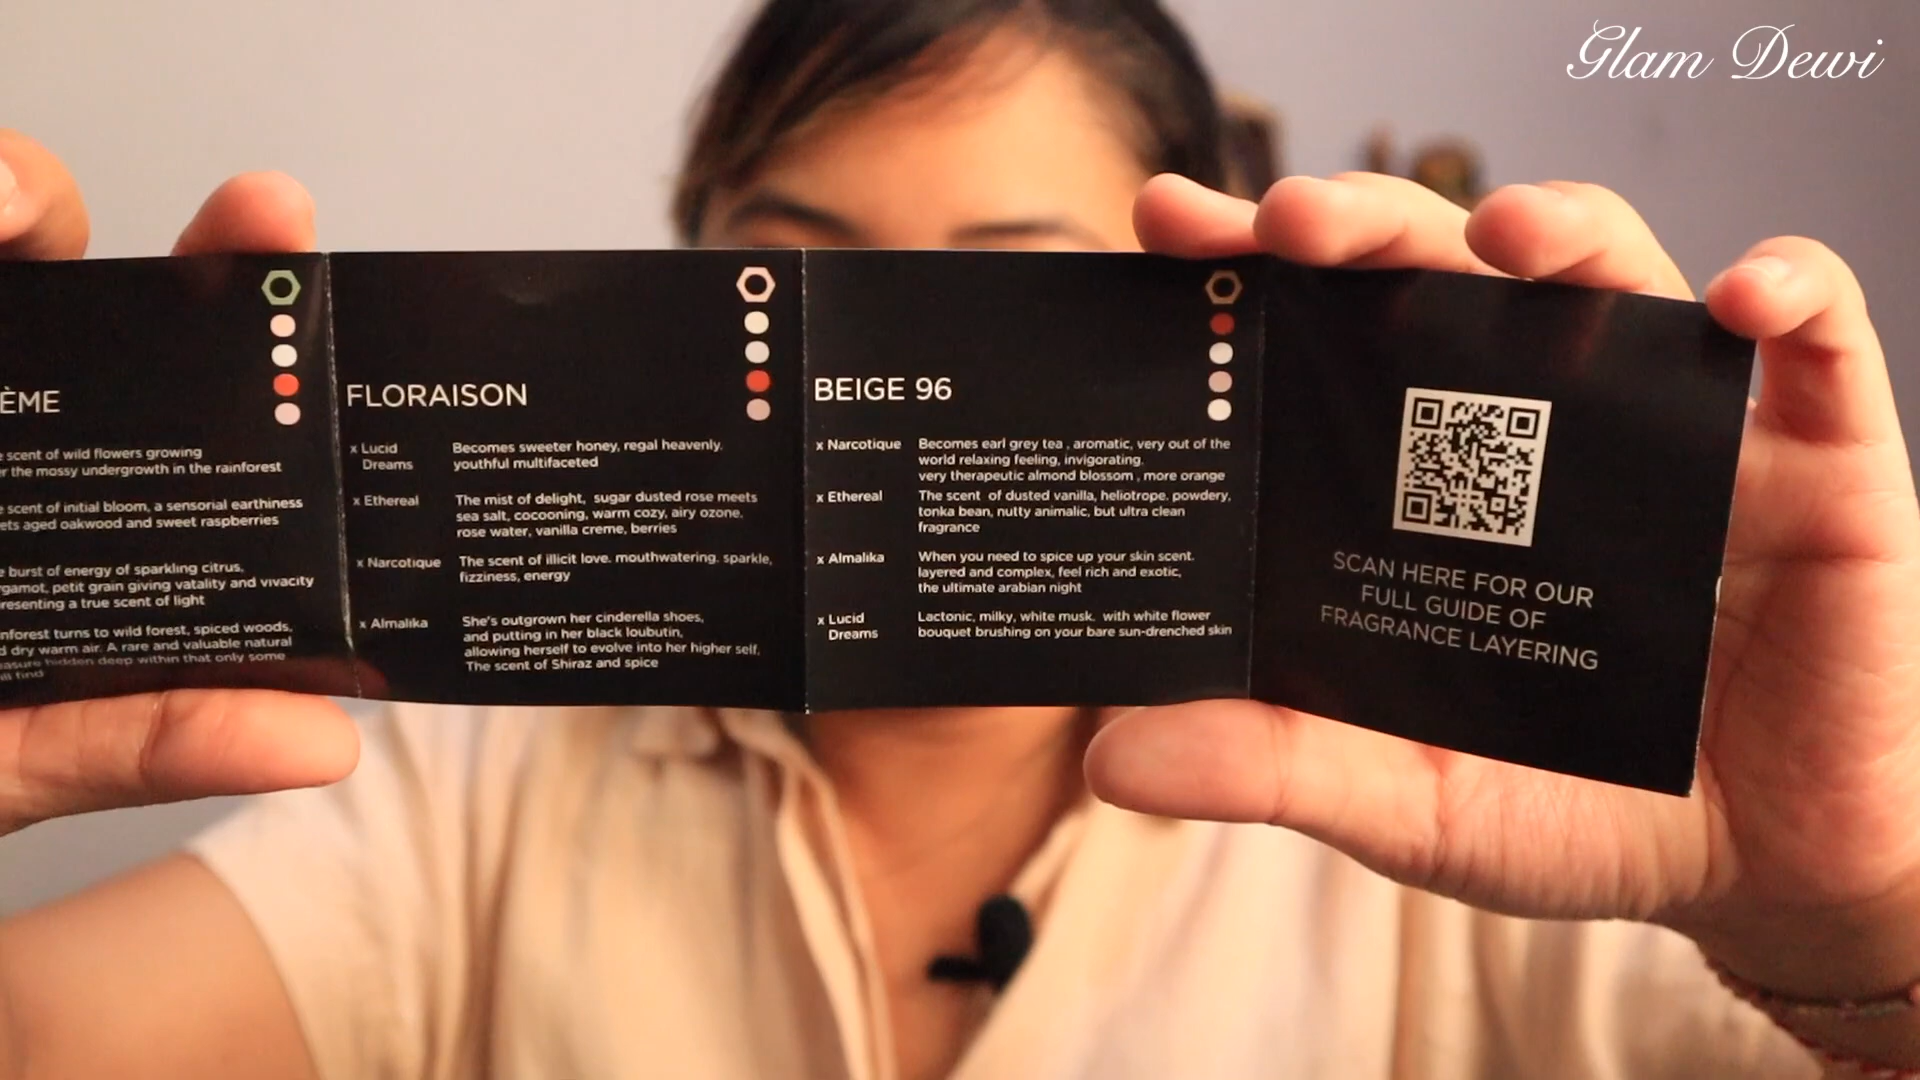 Glam Dewi
ÈME
scent of wild flowers growing
the mossy undergrowth in the rainforest
scent of initial bloom, a sensorial earthiness
aged oakwood and sweet raspberries
burst of energy of sparkling citrus,
petit grain giving vatality and vivacity
a true scent of light
turns to wild forest, spiced woods,
dry warm air. A rare and valuable natural
hidden deep within that only some
find
FLORAISON
x Lucid Dreams
Becomes sweeter honey, regal heavenly.
youthful multifaceted
x Ethereal
The mist of delight, sugar dusted rose meets
sea salt, cocooning, warm cozy, airy ozone,
rose water, vanilla creme, berries
x Narcotique
The scent of illicit love. mouthwatering. sparkle,
fizziness, energy
x Almalika
She's outgrown her cinderella shoes,
and putting in her black loubutin,
allowing herself to evolve into her higher self,
The scent of Shiraz and spice
BEIGE 96
x Narcotique
Becomes earl grey tea , aromatic, very out of the
world relaxing feeling, invigorating.
very therapeutic almond blossom , more orange
x Ethereal
The scent of dusted vanilla, heliotrope. powdery,
tonka bean, nutty animalic, but ultra clean
fragrance
x Almalika
When you need to spice up your skin scent.
layered and complex, feel rich and exotic,
the ultimate arabian night
x Lucid
Dreams
Lactonic, milky, white musk. with white flower
bouquet brushing on your bare sun-drenched skin
SCAN HERE FOR OUR
FULL GUIDE OF
FRAGRANCE LAYERING